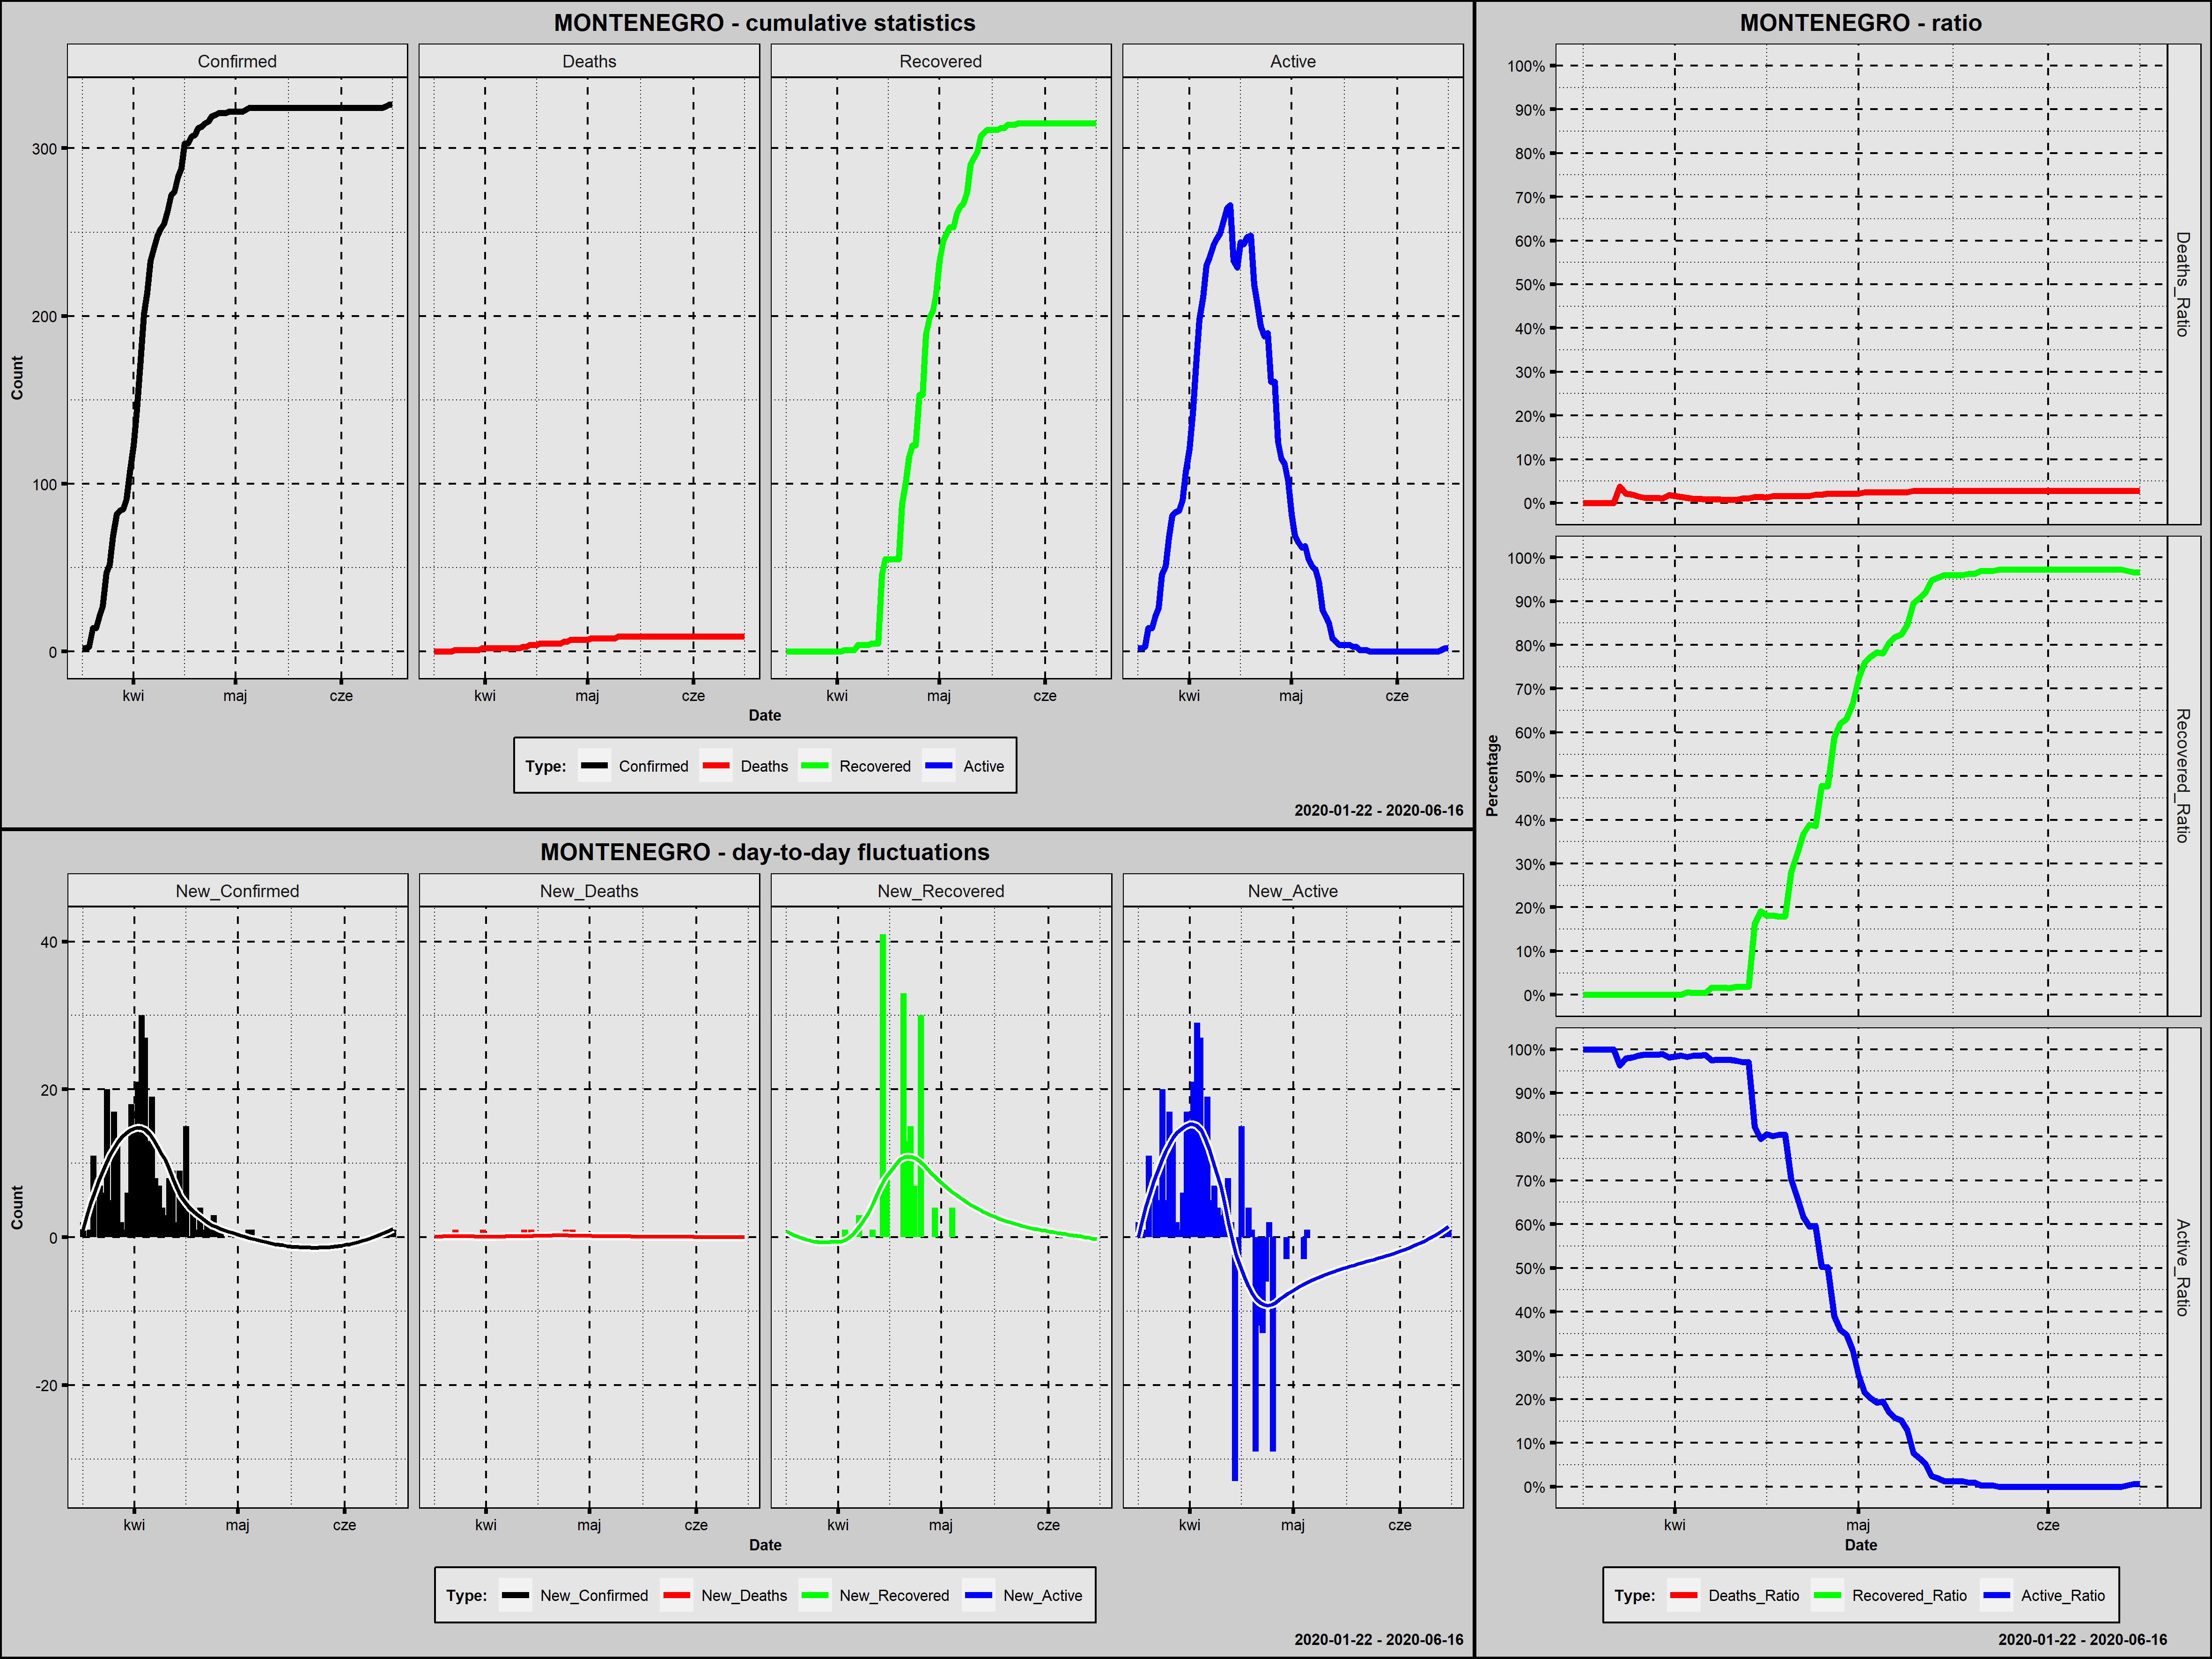 MONTENEGRO - cumulative statistics
Confirmed Deaths Recovered Active
Count
300
200
100
0
kwi maj cze kwi maj cze kwi maj cze kwi maj cze
Date
Type: Confirmed Deaths Recovered Active
2020-01-22 - 2020-06-16
MONTENEGRO - day-to-day fluctuations
New_Confirmed New_Deaths New_Recovered New_Active
Count
40
20
0
-20
kwi maj cze kwi maj cze kwi maj cze kwi maj cze
Date
Type: New_Confirmed New_Deaths New_Recovered New_Active
2020-01-22 - 2020-06-16
MONTENEGRO - ratio
Percentage
100%
90%
80%
70%
60%
50%
40%
30%
20%
10%
0%
Deaths_Ratio
100%
90%
80%
70%
60%
50%
40%
30%
20%
10%
0%
Recovered_Ratio
100%
90%
80%
70%
60%
50%
40%
30%
20%
10%
0%
Active_Ratio
kwi maj cze
Date
Type: Deaths_Ratio Recovered_Ratio Active_Ratio
2020-01-22 - 2020-06-16